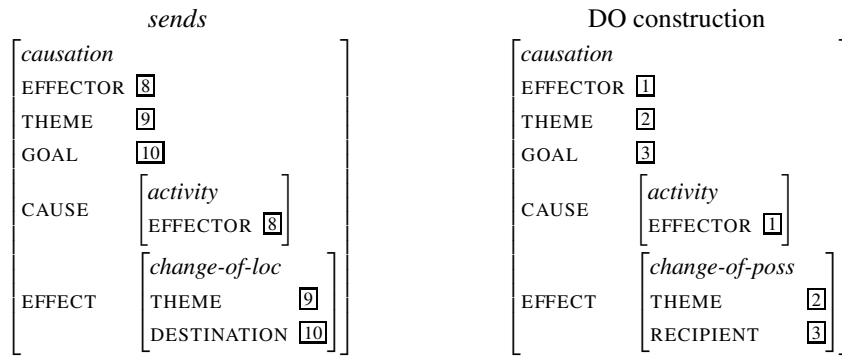 sends DO construction
causation causation
EFFECTOR 8 EFFECTOR 1
THEME 9 THEME 2
GOAL 10 GOAL 3
CAUSE activity CAUSE activity
EFFECTOR 8 EFFECTOR 1
EFFECT change-of-loc EFFECT change-of-poss
THEME 9 THEME 2
DESTINATION 10 RECIPIENT 3